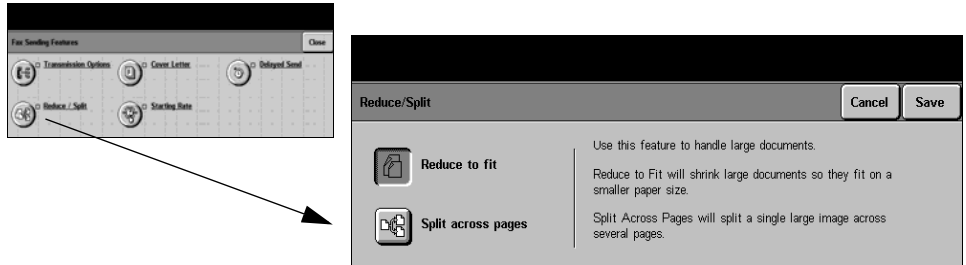 Fax Sending Features
Close
Transmission Options
Cover Letter
Delayed Send
Reduce / Split
Starting Rate
Reduce/Split
Cancel
Save
Reduce to fit
Split across pages
Use this feature to handle large documents.
Reduce to Fit will shrink large documents so they fit on a
smaller paper size.
Split Across Pages will split a single large image across
several pages.